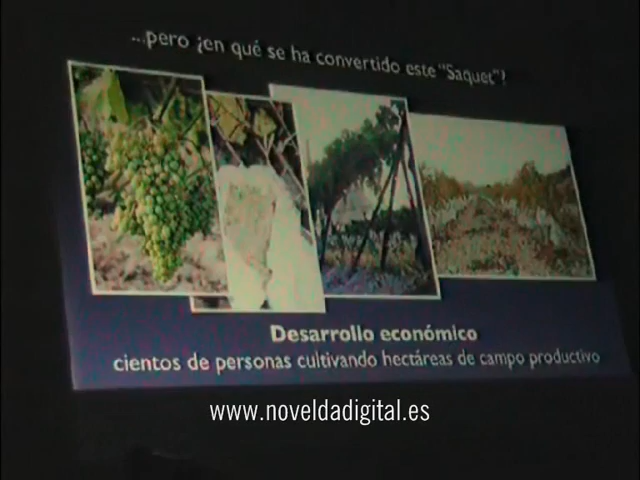 ...pero ¿en qué se ha convertido este "Saquet"?
Desarrollo económico
cientos de personas cultivando hectáreas de campo productivo
www.noveldadigital.es